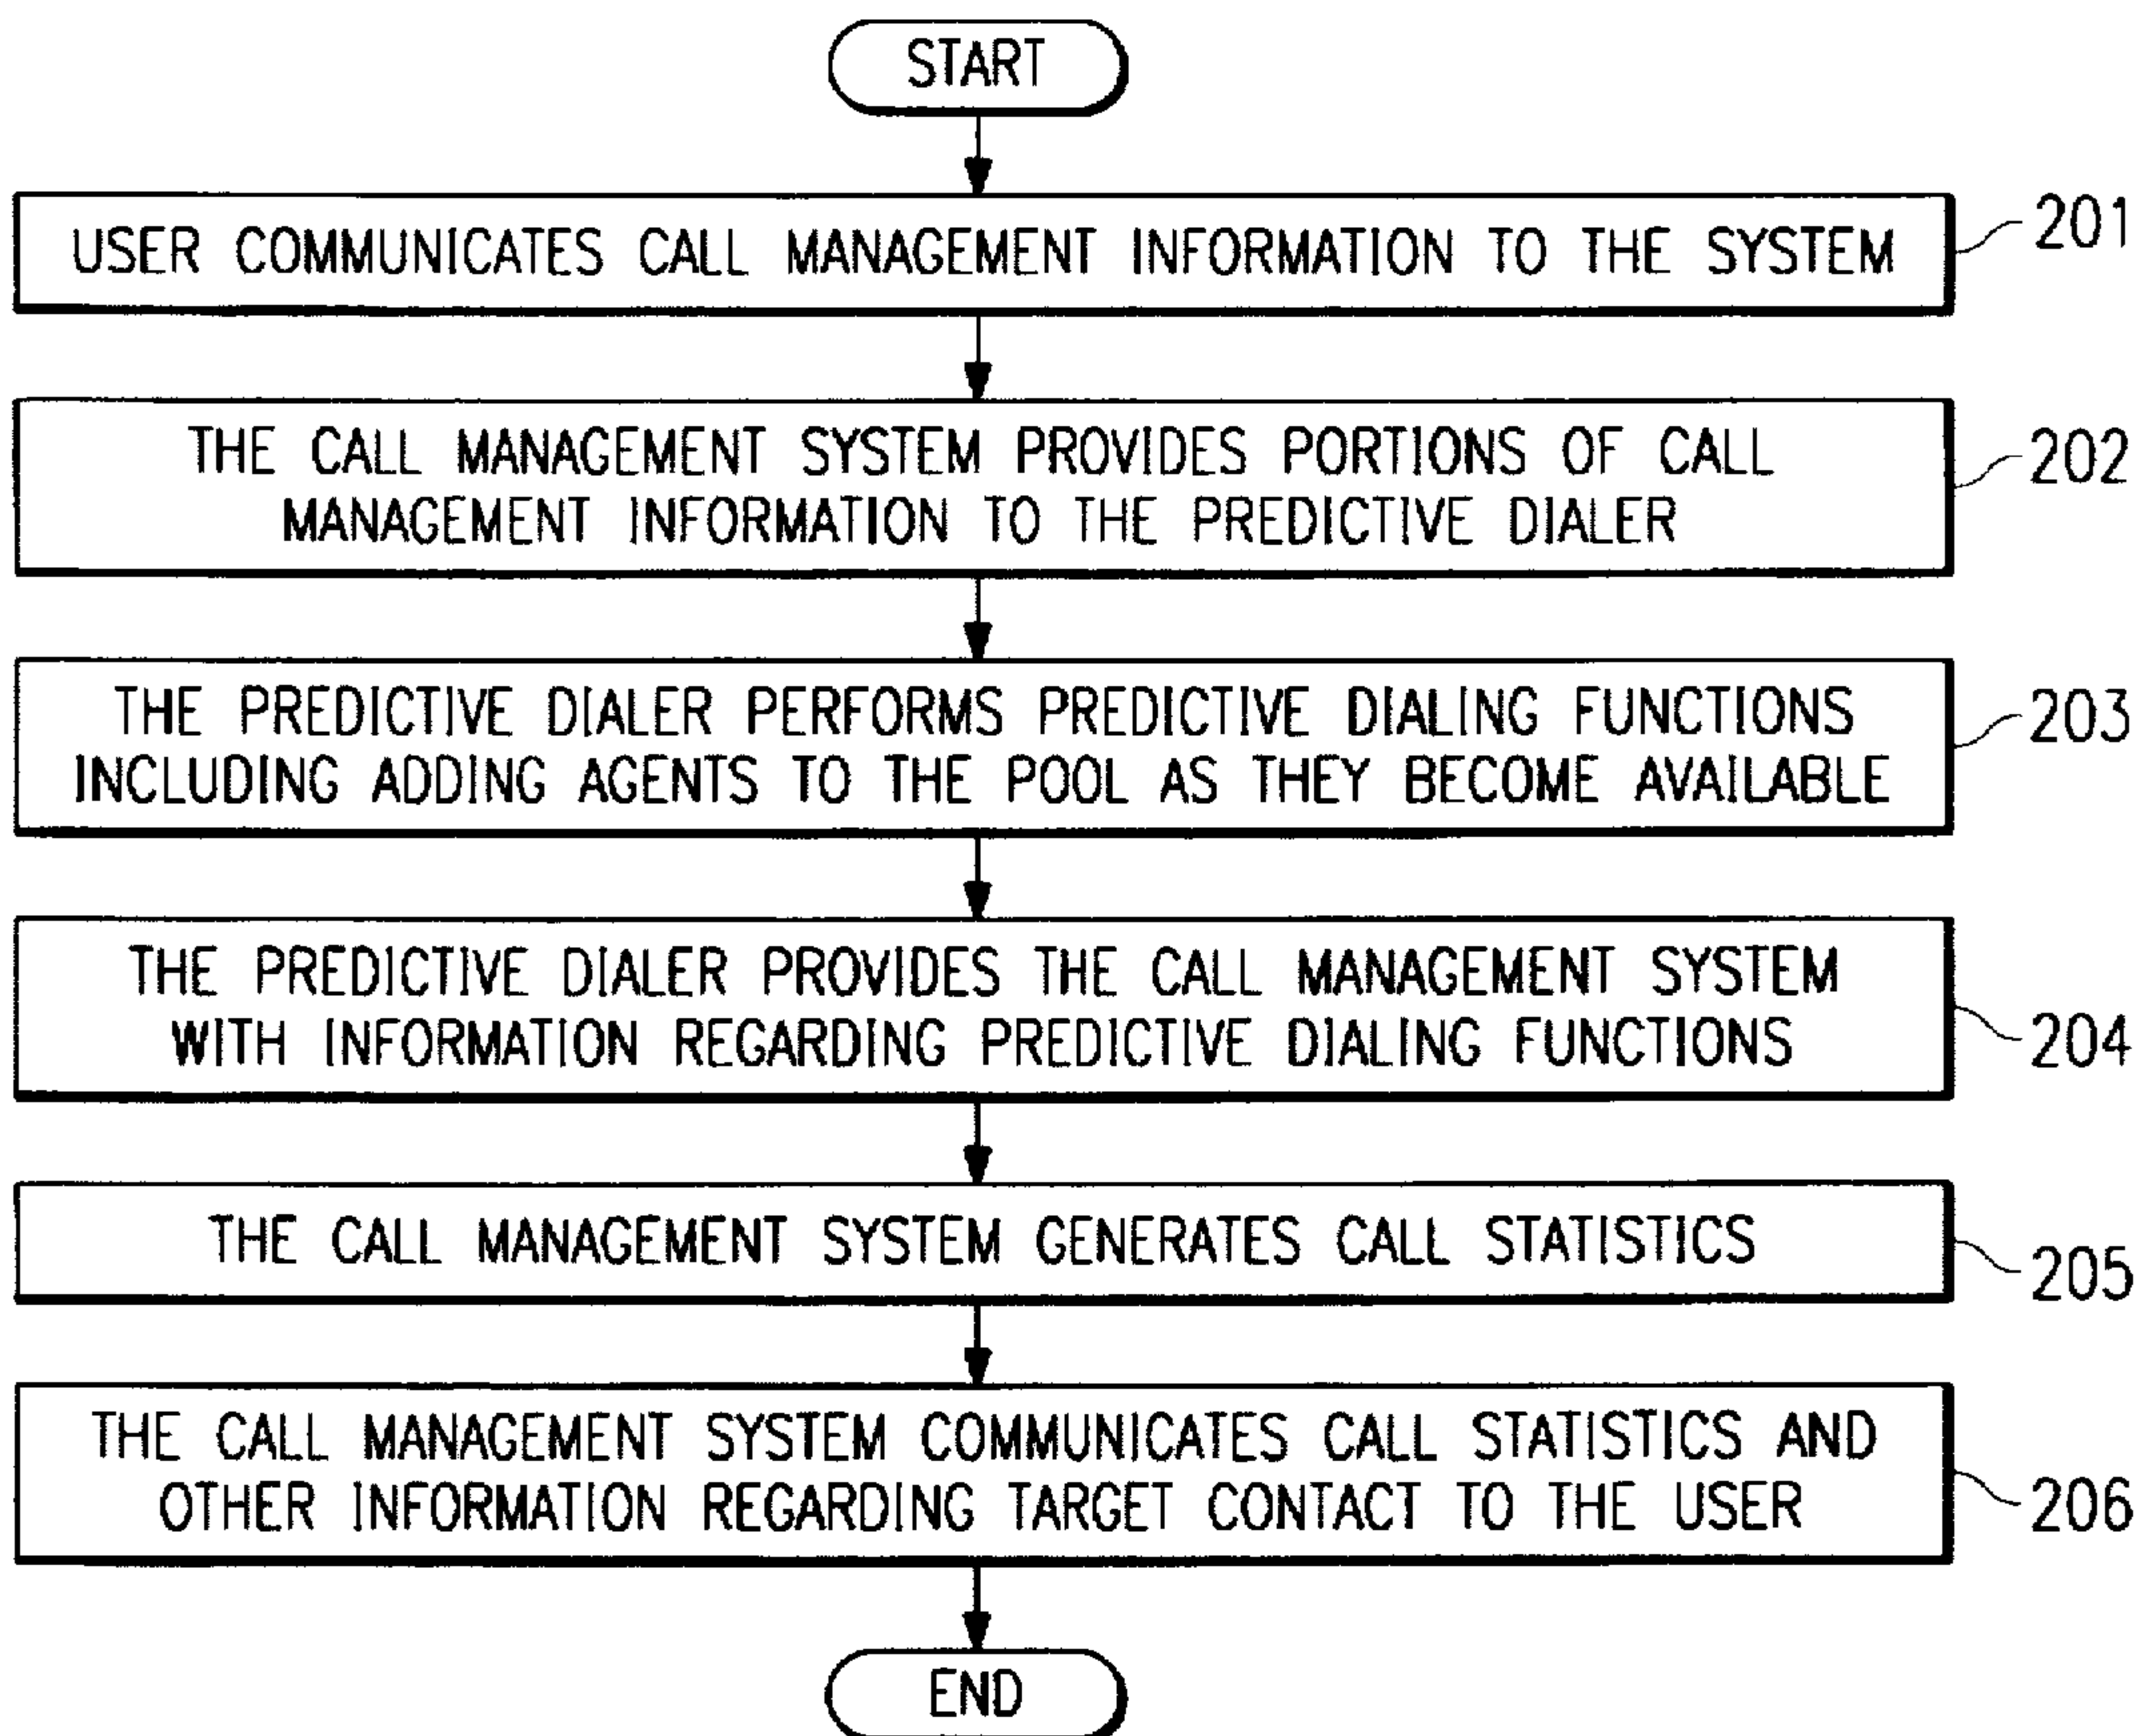 START
USER COMMUNICATES CALL MANAGEMENT INFORMATION TO THE SYSTEM
201
THE CALL MANAGEMENT SYSTEM PROVIDES PORTIONS OF CALL
MANAGEMENT INFORMATION TO THE PREDICTIVE DIALER
202
THE PREDICTIVE DIALER PERFORMS PREDICTIVE DIALING FUNCTIONS
INCLUDING ADDING AGENTS TO THE POOL AS THEY BECOME AVAILABLE
203
THE PREDICTIVE DIALER PROVIDES THE CALL MANAGEMENT SYSTEM
WITH INFORMATION REGARDING PREDICTIVE DIALING FUNCTIONS
204
THE CALL MANAGEMENT SYSTEM GENERATES CALL STATISTICS
205
THE CALL MANAGEMENT SYSTEM COMMUNICATES CALL STATISTICS AND
OTHER INFORMATION REGARDING TARGET CONTACT TO THE USER
206
END